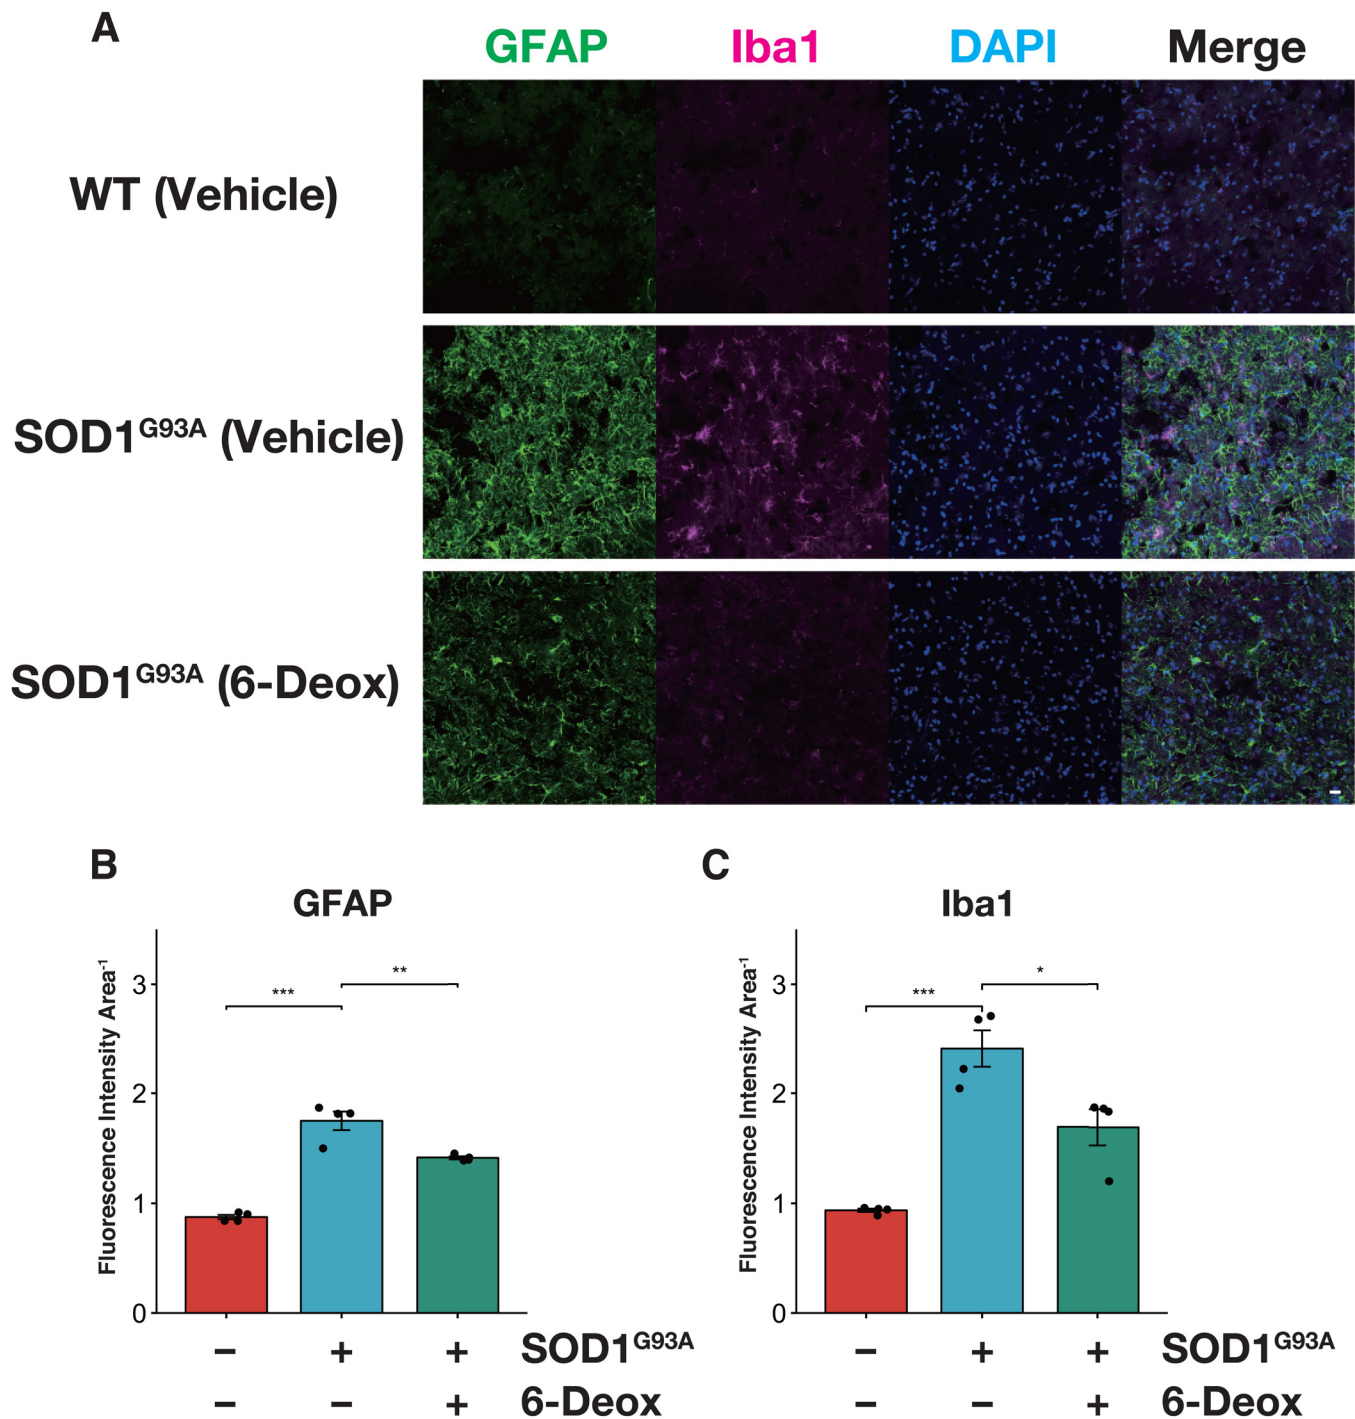 A
GFAP Iba1 DAPI Merge
WT (Vehicle)
SOD1G93A (Vehicle)
SOD1G93A (6-Deox)
B
GFAP
Fluorescence Intensity Area-1
3
2
1
0
***
**
− + + SOD1G93A
− − + 6-Deox
C
Iba1
Fluorescence Intensity Area-1
3
2
1
0
***
*
− + + SOD1G93A
− − + 6-Deox